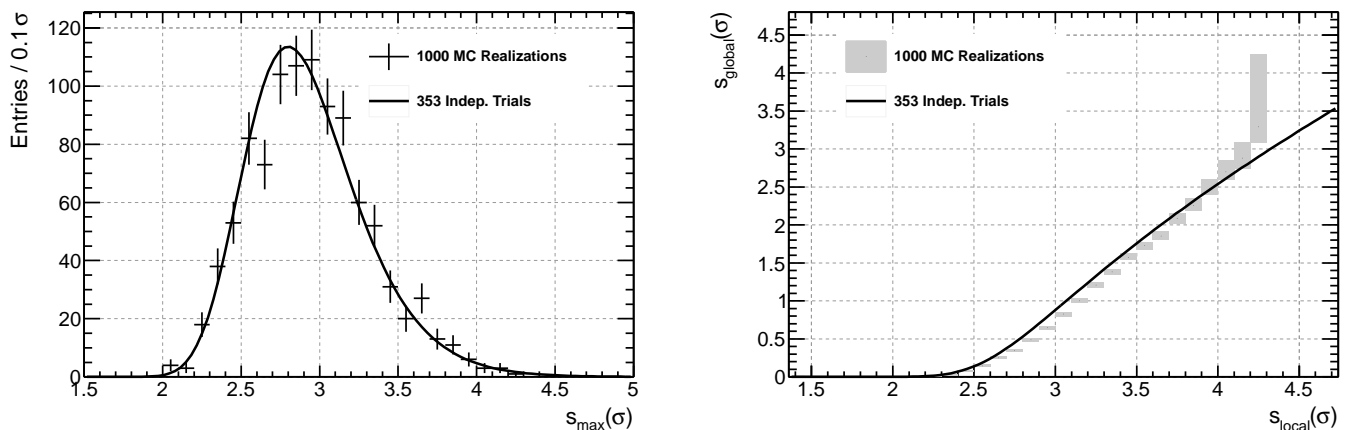 Entries / 0.1 σ
120
100
80
60
40
20
0
1.5 2 2.5 3 3.5 4 4.5 5
s_max(σ)
1000 MC Realizations
353 Indep. Trials
s_global(σ)
4.5
4
3.5
3
2.5
2
1.5
1
0.5
0
1.5 2 2.5 3 3.5 4 4.5
s_local(σ)
1000 MC Realizations
353 Indep. Trials